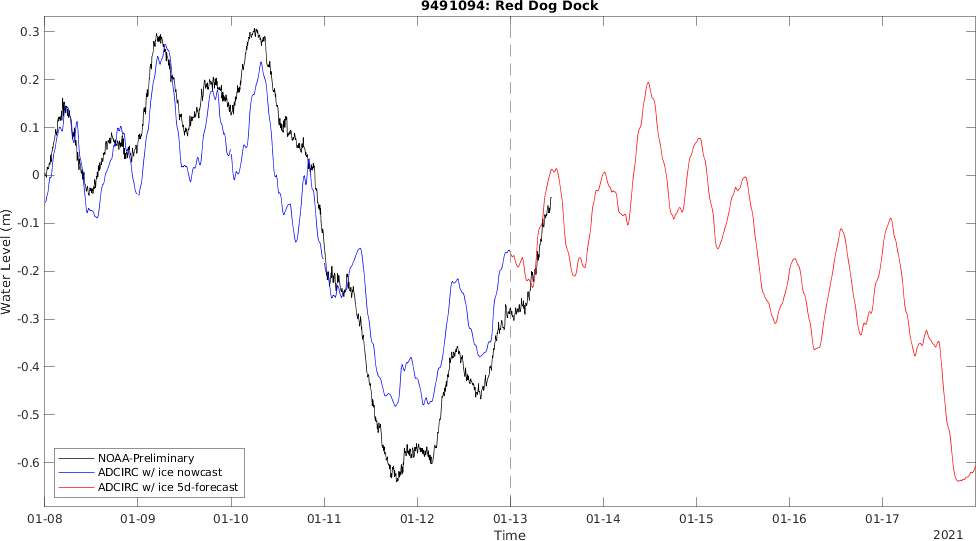 9491094: Red Dog Dock
0.3
0.2
0.1
0
-0.1
-0.2
-0.3
-0.4
-0.5
-0.6
Water Level (m)
NOAA-Preliminary
ADCIRC w/ ice nowcast
ADCIRC w/ ice 5d-forecast
01-08 01-09 01-10 01-11 01-12 01-13 01-14 01-15 01-16 01-17
Time
2021